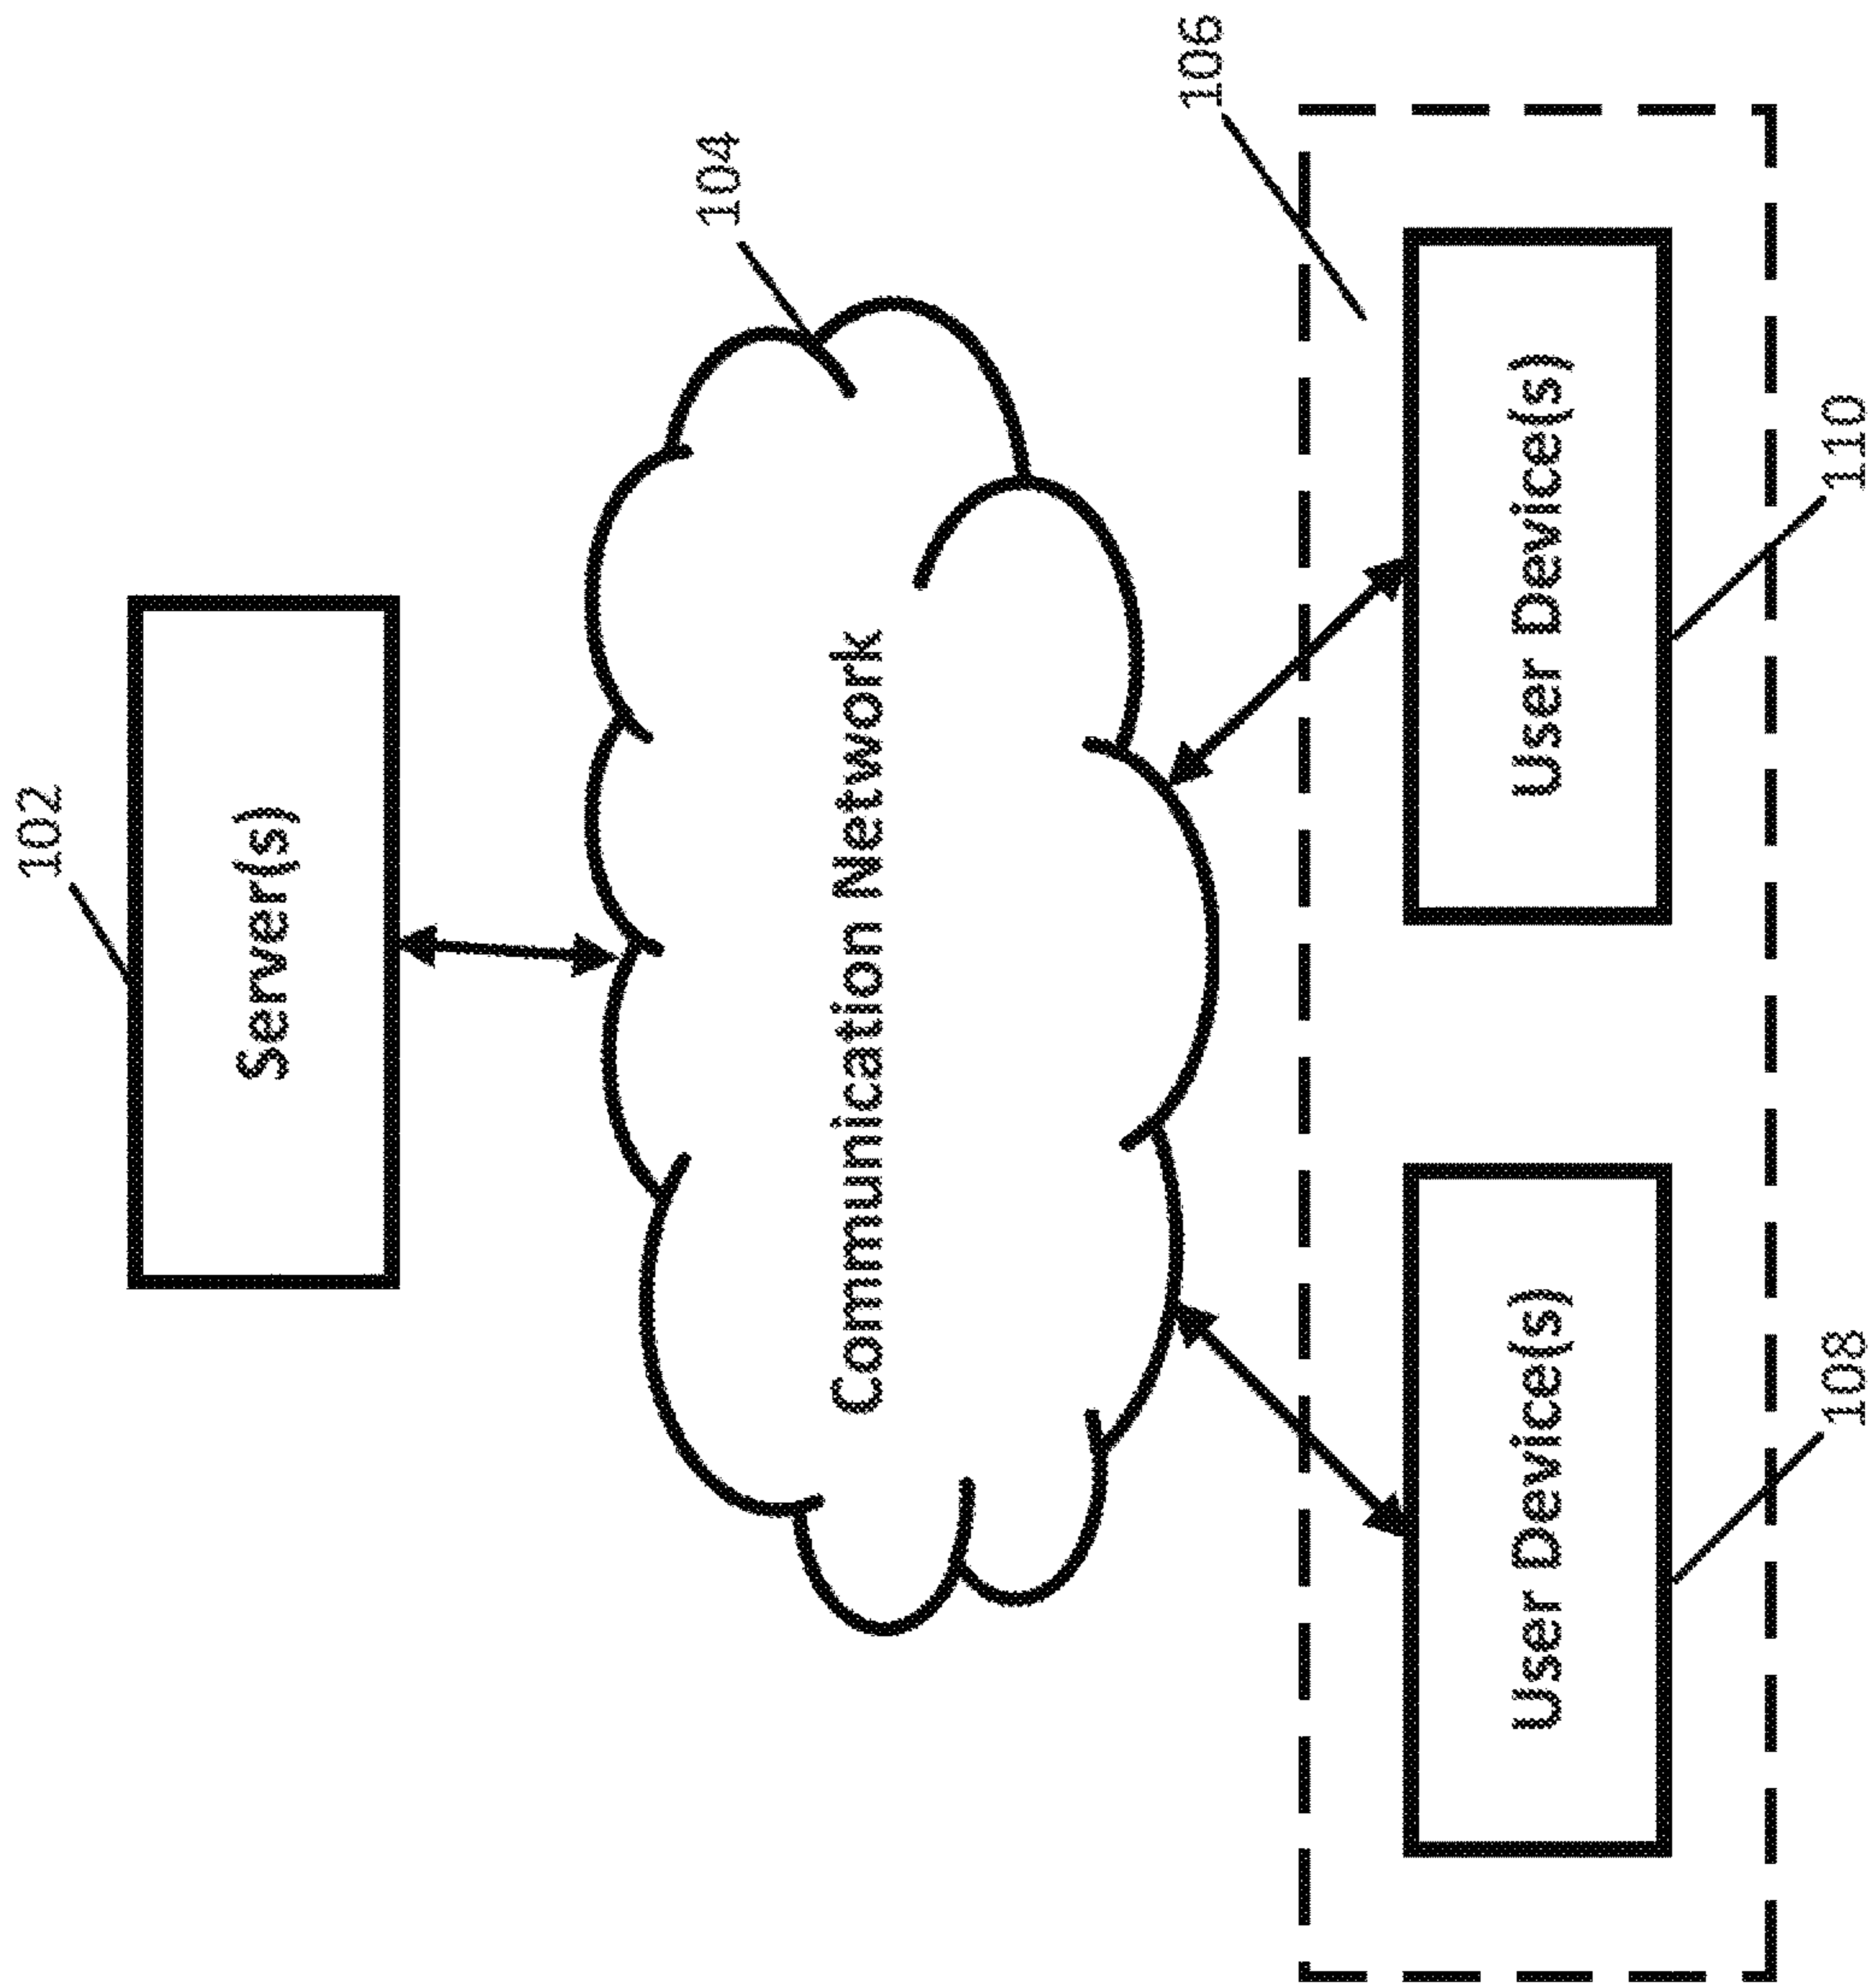 102
Server(s)
104
Communication Network
106
User Device(s)
User Device(s)
108
110